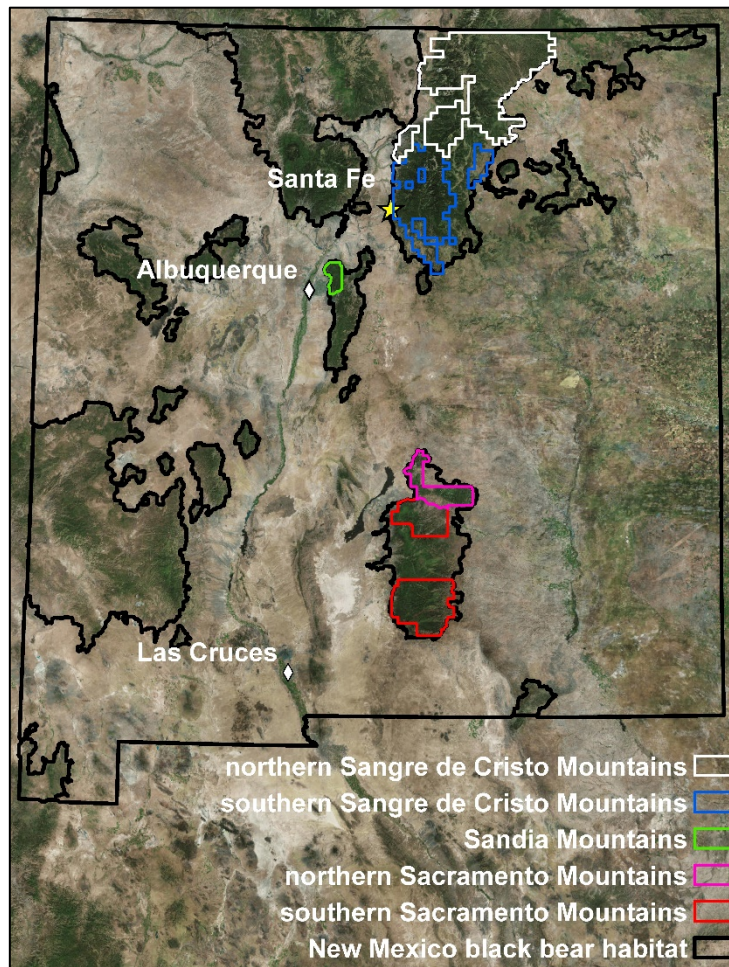 Santa Fe
Albuquerque
Las Cruces
northern Sangre de Cristo Mountains
southern Sangre de Cristo Mountains
Sandia Mountains
northern Sacramento Mountains
southern Sacramento Mountains
New Mexico black bear habitat